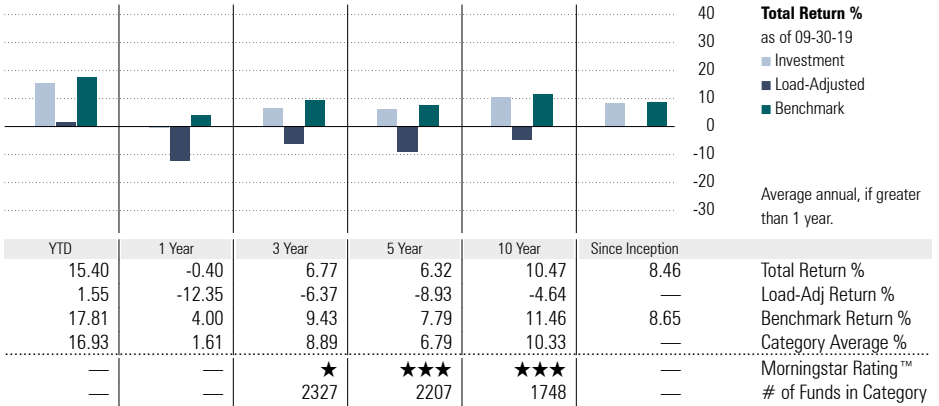 40
30
20
10
0
-10
-20
-30
Total Return %
as of 09-30-19
Investment
Load-Adjusted
Benchmark
Average annual, if greater
than 1 year.
YTD 1 Year 3 Year 5 Year 10 Year Since Inception
15.40 -0.40 6.77 6.32 10.47 8.46 Total Return %
1.55 -12.35 -6.37 -8.93 -4.64 — Load-Adj Return %
17.81 4.00 9.43 7.79 11.46 8.65 Benchmark Return %
16.93 1.61 8.89 6.79 10.33 — Category Average %
— — ★ ★★★ ★★★ — Morningstar Rating™
— — 2327 2207 1748 — # of Funds in Category